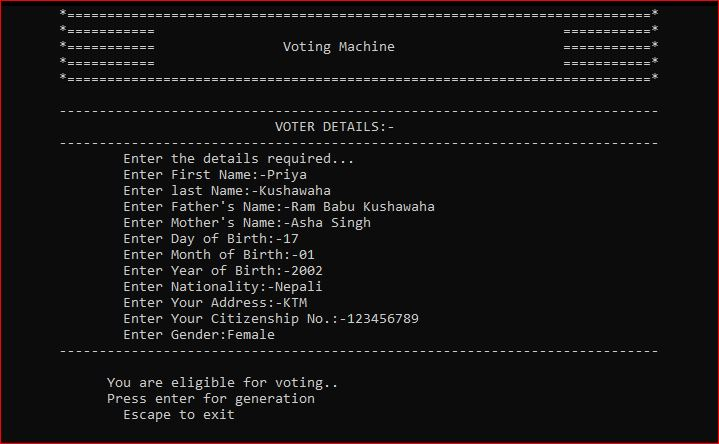 *=========================================================================*
*===========                                                   ===========*
*===========                Voting Machine                     ===========*
*===========                                                   ===========*
*=========================================================================*
---------------------------------------------------------------------------
VOTER DETAILS:-
---------------------------------------------------------------------------
Enter the details required...
Enter First Name:-Priya
Enter last Name:-Kushawaha
Enter Father's Name:-Ram Babu Kushawaha
Enter Mother's Name:-Asha Singh
Enter Day of Birth:-17
Enter Month of Birth:-01
Enter Year of Birth:-2002
Enter Nationality:-Nepali
Enter Your Address:-KTM
Enter Your Citizenship No.:-123456789
Enter Gender:Female
---------------------------------------------------------------------------
You are eligible for voting..
Press enter for generation
Escape to exit